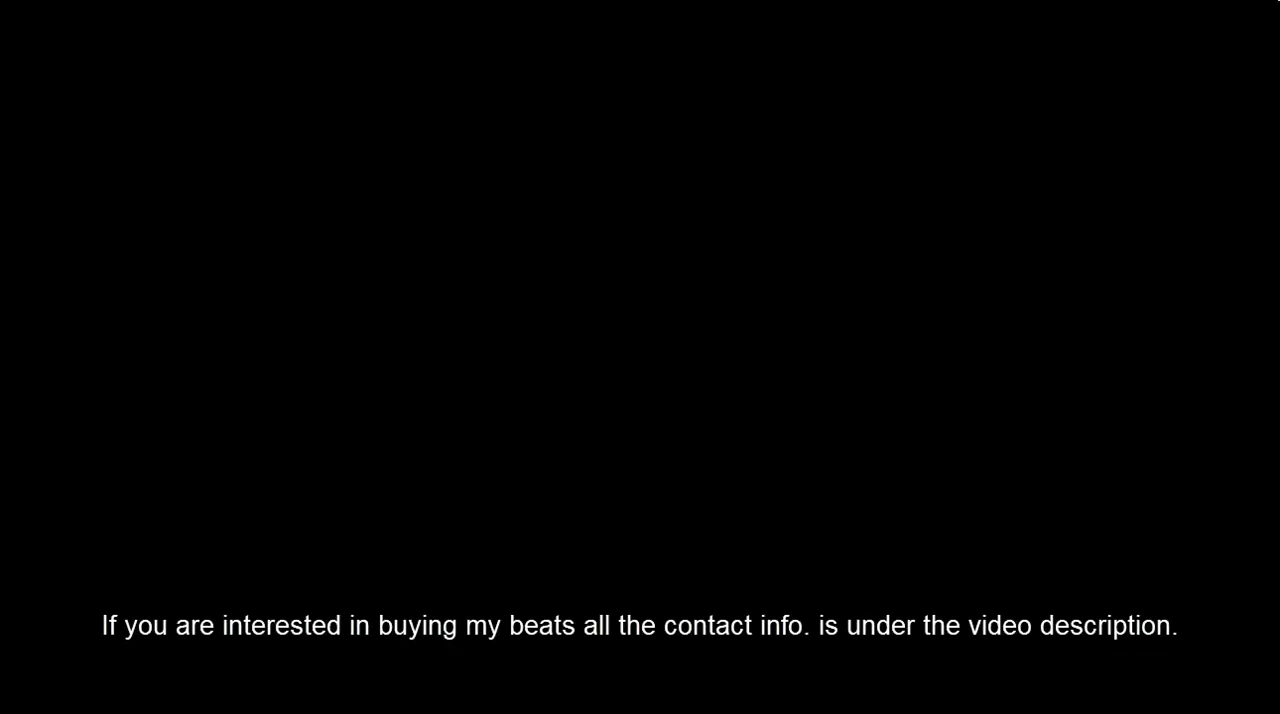 If you are interested in buying my beats all the contact info. is under the video description.